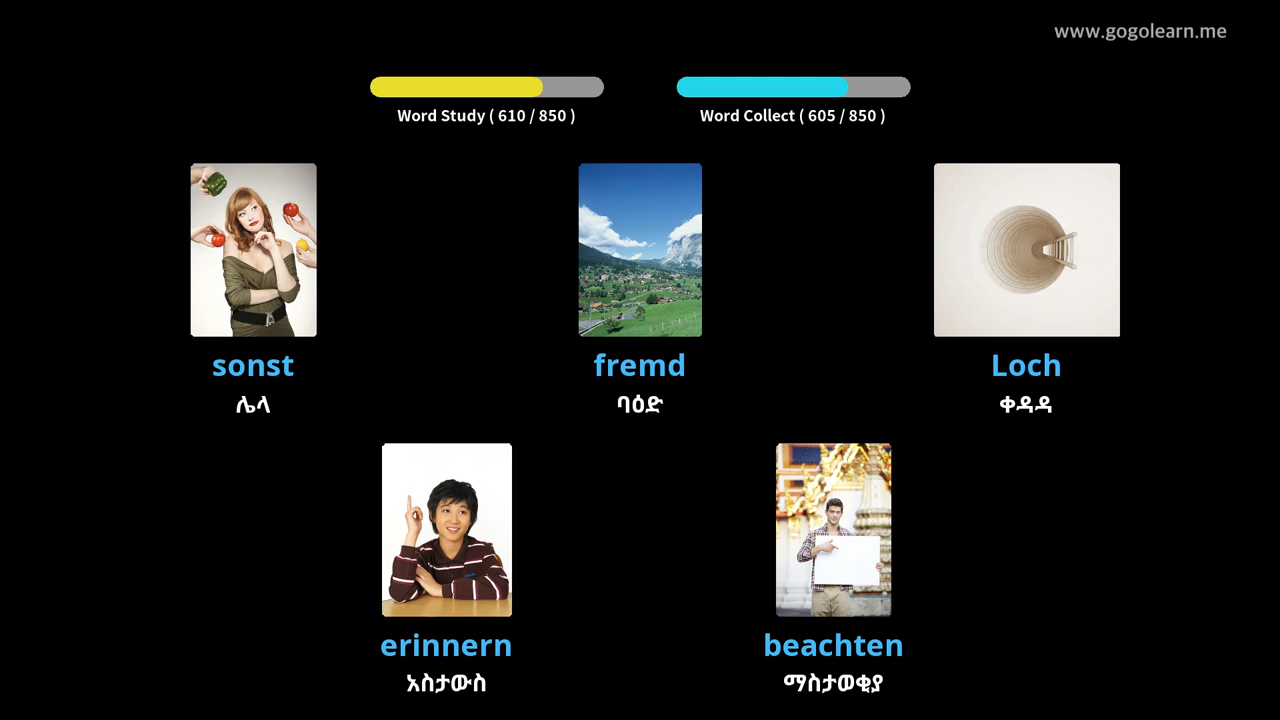 www.gogolearn.me
Word Study ( 610 / 850 )
Word Collect ( 605 / 850 )
sonst
ሌላ
fremd
ባዕድ
Loch
ቀዳዳ
erinnern
አስታውስ
beachten
ማስታወቂያ